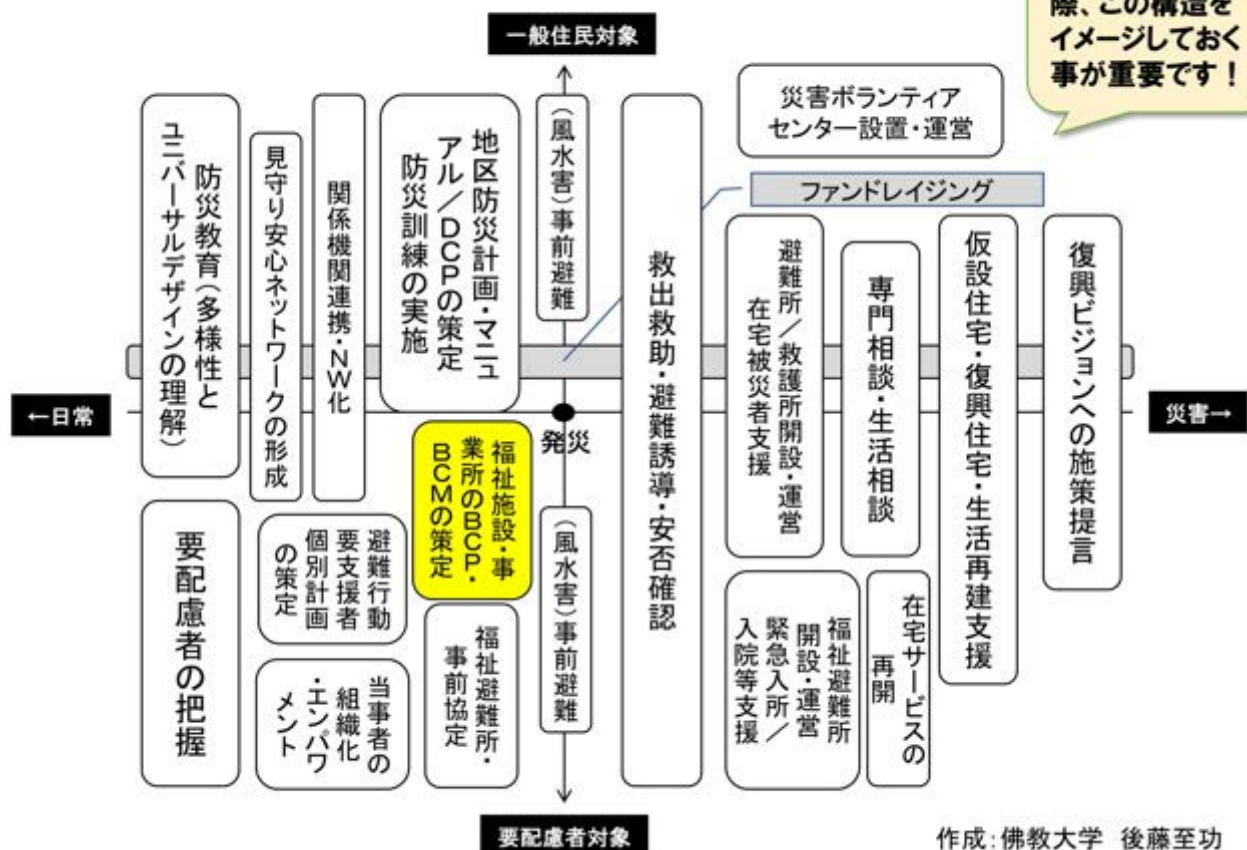 際、この構造を
イメージしておく
事が重要です！
一般住民対象
災害ボランティア
センター設置・運営
ファンドレイジング
防災教育(多様性と
ユニバーサルデザインの理解)
見守り安心ネットワークの形成
関係機関連携・NW化
地区防災計画・マニュ
アル／DCPの策定
防災訓練の実施
(風水害)事前避難
救出救助・避難誘導・安否確認
避難所／救護所開設・運営
在宅被災者支援
専門相談・生活相談
仮設住宅・復興住宅・生活再建支援
復興ビジョンへの施策提言
←日常
発災
災害→
要配慮者の把握
避難行動
要支援者
個別計画
の策定
当事者の
組織化
・エンパワ
メント
福祉施設・事
業所のBCP・
BCMの策定
福祉避難所・
事前協定
(風水害)事前避難
福祉避難所
開設・運営
緊急入所／
入院等支援
在宅サービスの
再開
要配慮者対象
作成：佛教大学 後藤至功